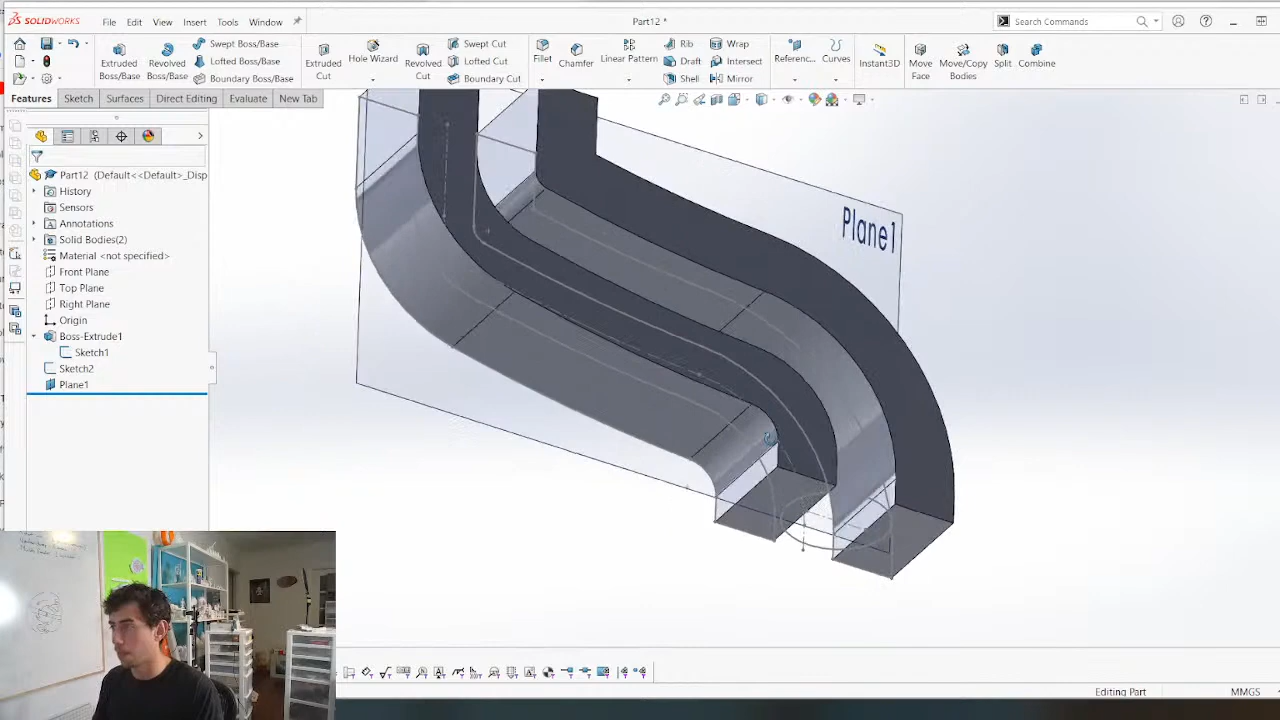 SOLIDWORKS File Edit View Insert Tools Window Part12 * Search Commands
Extruded Boss/Base
Revolved Boss/Base
Swept Boss/Base
Lofted Boss/Base
Boundary Boss/Base
Extruded Cut
Hole Wizard
Revolved Cut
Swept Cut
Lofted Cut
Boundary Cut
Fillet
Chamfer
Linear Pattern
Rib
Draft
Shell
Wrap
Intersect
Mirror
Referenc...
Curves
Instant3D
Move Face
Move/Copy Bodies
Split
Combine
Features Sketch Surfaces Direct Editing Evaluate New Tab
Part12 (Default<<Default>_Disp
History
Sensors
Annotations
Solid Bodies(2)
Material <not specified>
Front Plane
Top Plane
Right Plane
Origin
Boss-Extrude1
Sketch1
Sketch2
Plane1
Plane1
Editing Part MMGS